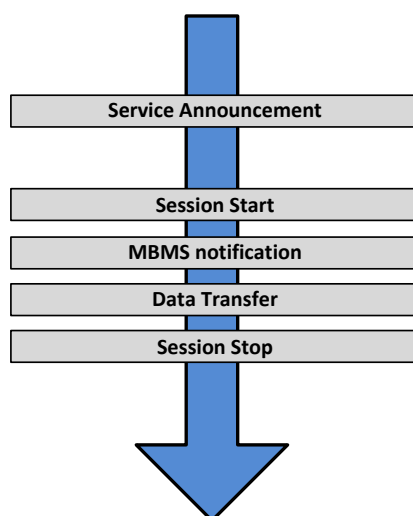 Service Announcement
Session Start
MBMS notification
Data Transfer
Session Stop